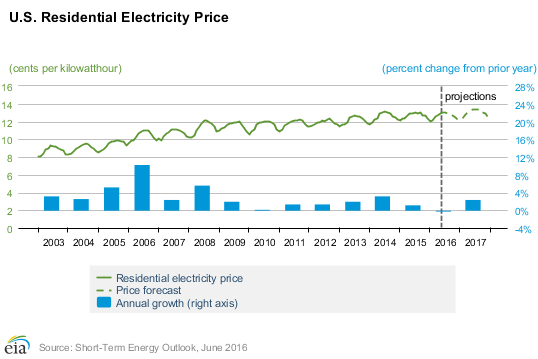 U.S. Residential Electricity Price
(cents per kilowatthour) (percent change from prior year)
projections
16 28%
14 24%
12 20%
10 16%
8 12%
6 8%
4 4%
2 0%
0 -4%
2003 2004 2005 2006 2007 2008 2009 2010 2011 2012 2013 2014 2015 2016 2017
Residential electricity price
Price forecast
Annual growth (right axis)
eia Source: Short-Term Energy Outlook, June 2016